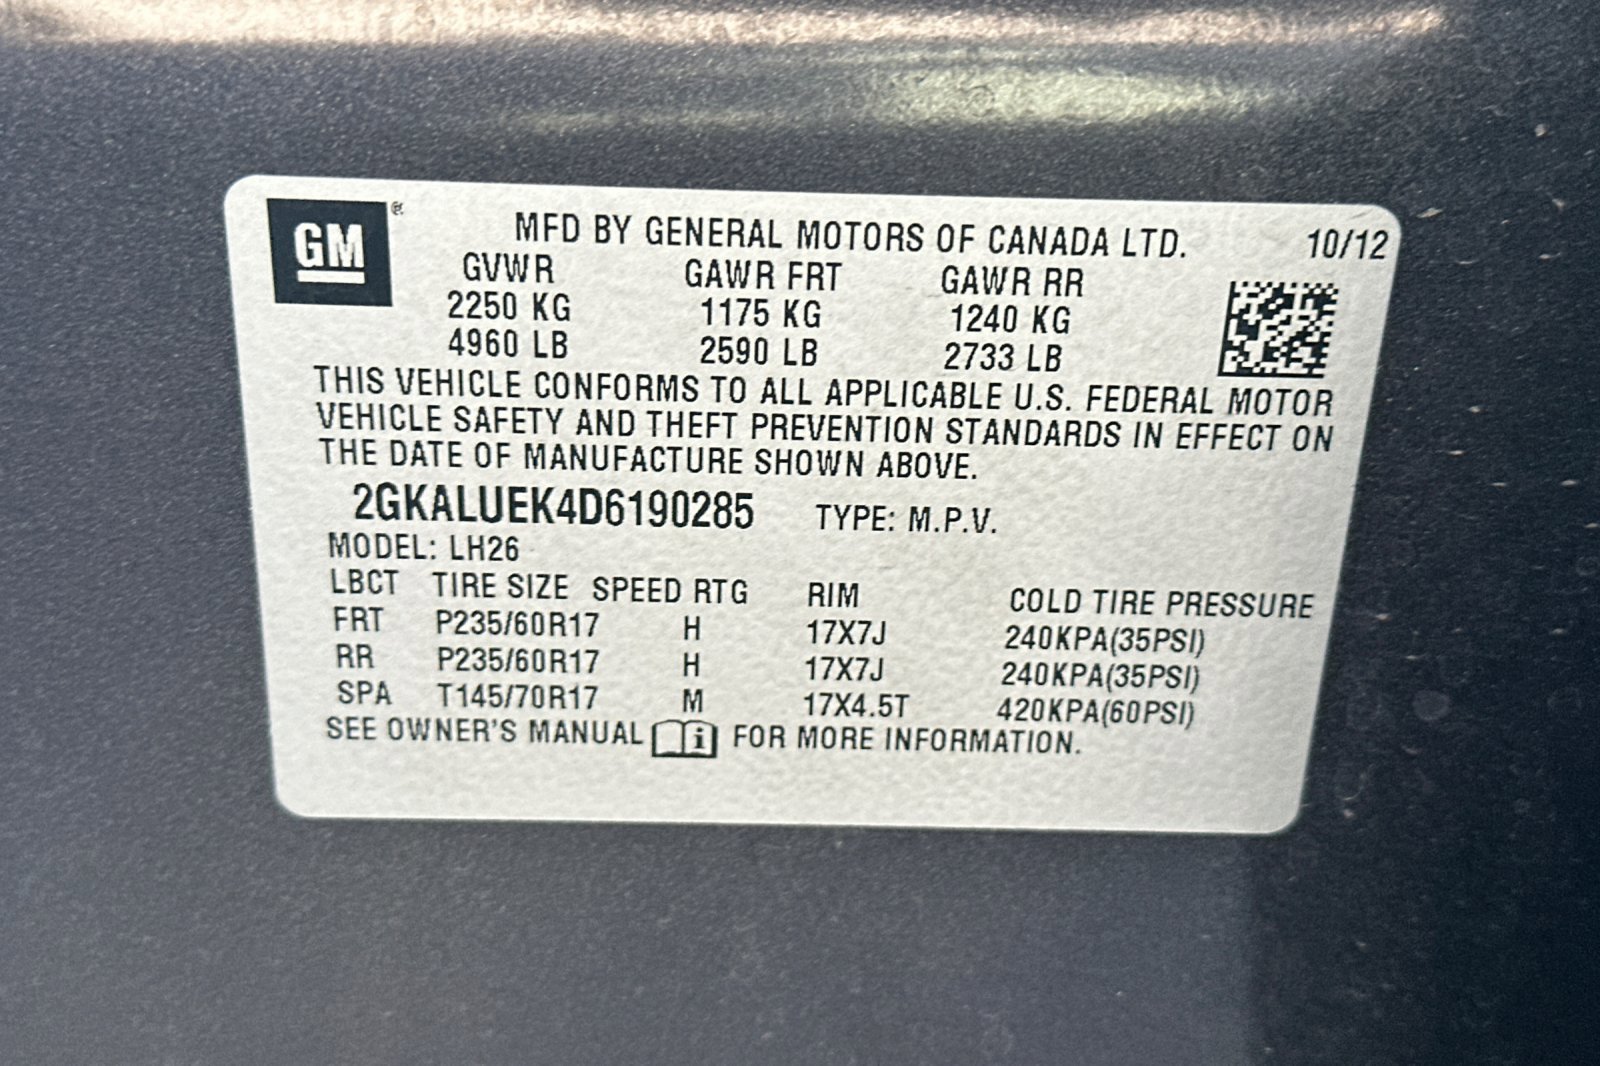 GM®
MFD BY GENERAL MOTORS OF CANADA LTD. 10/12
GVWR GAWR FRT GAWR RR
2250 KG 1175 KG 1240 KG
4960 LB 2590 LB 2733 LB
THIS VEHICLE CONFORMS TO ALL APPLICABLE U.S. FEDERAL MOTOR
VEHICLE SAFETY AND THEFT PREVENTION STANDARDS IN EFFECT ON
THE DATE OF MANUFACTURE SHOWN ABOVE.
2GKALUEK4D6190285 TYPE: M.P.V.
MODEL: LH26
LBCT TIRE SIZE SPEED RTG RIM COLD TIRE PRESSURE
FRT P235/60R17 H 17X7J 240KPA(35PSI)
RR P235/60R17 H 17X7J 240KPA(35PSI)
SPA T145/70R17 M 17X4.5T 420KPA(60PSI)
SEE OWNER'S MANUAL i FOR MORE INFORMATION.